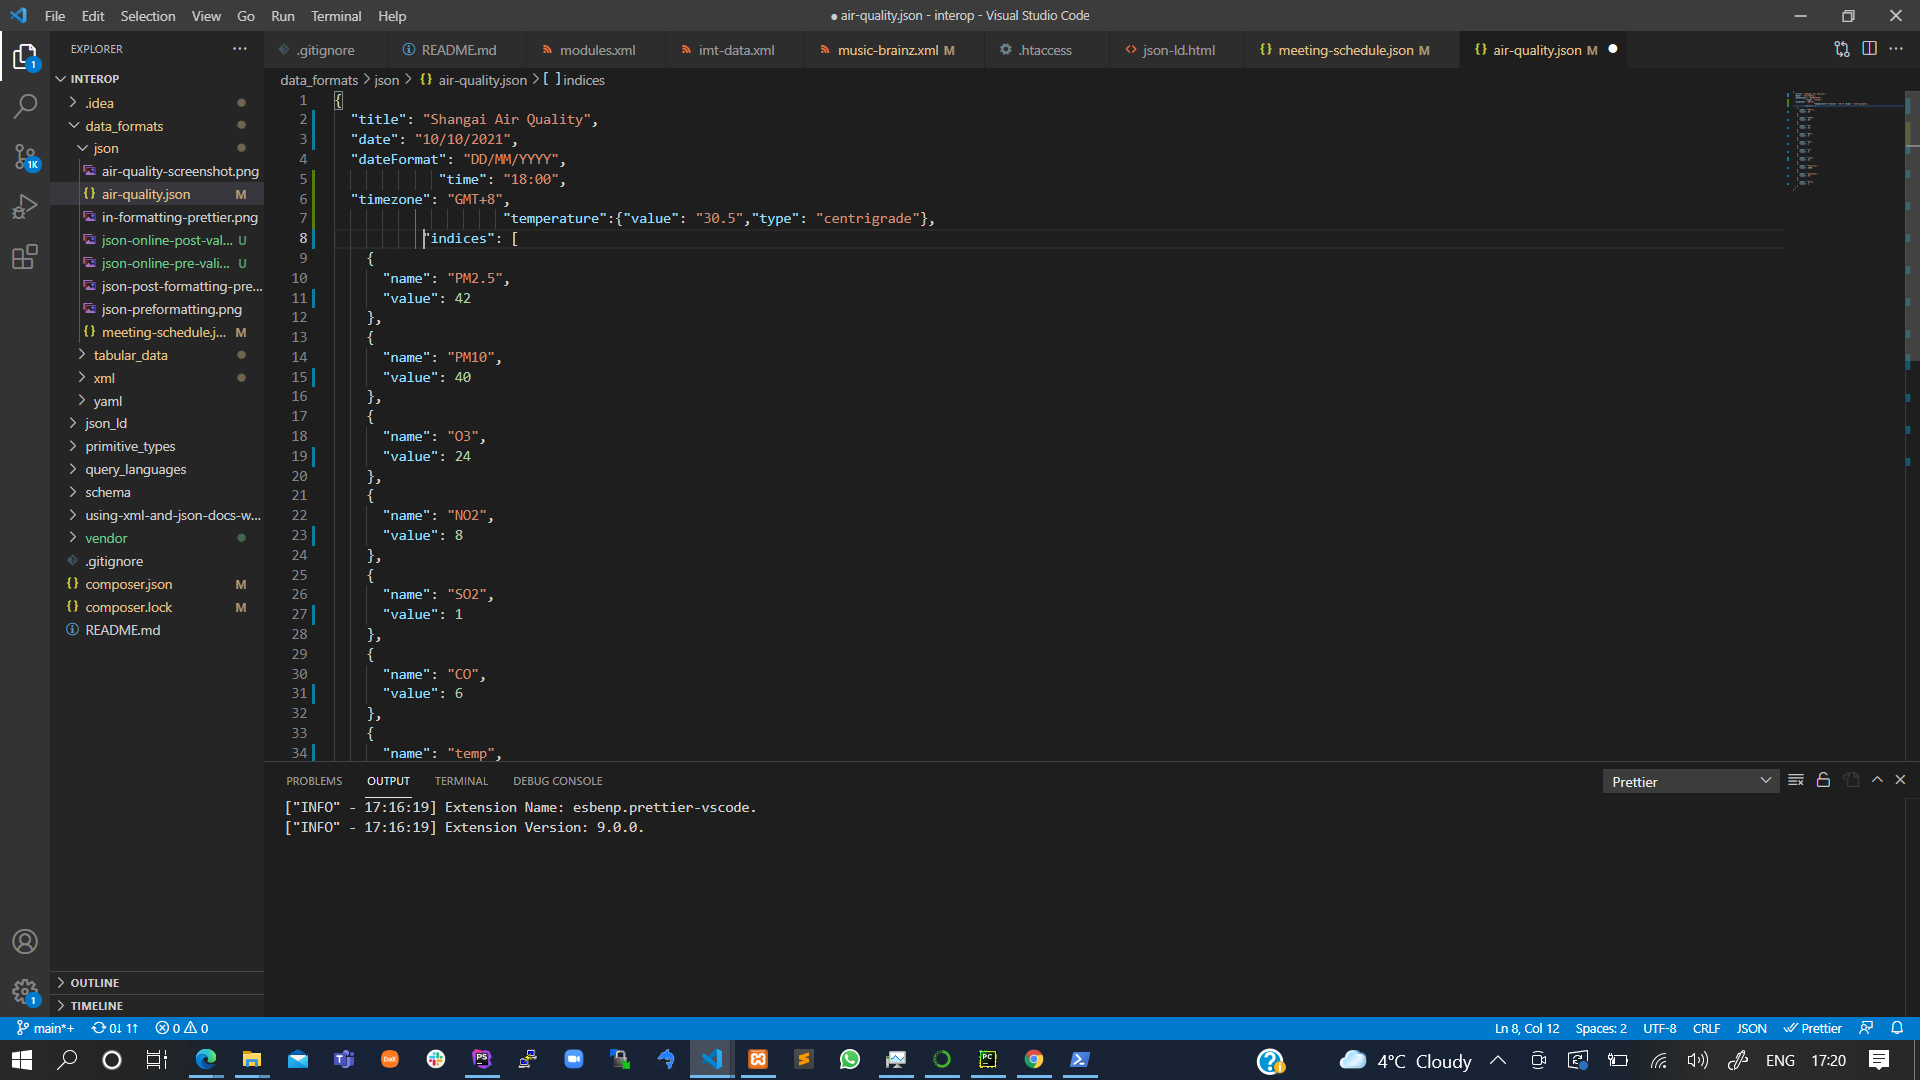 File Edit Selection View Go Run Terminal Help
● air-quality.json - interop - Visual Studio Code
EXPLORER
.gitignore README.md modules.xml imt-data.xml music-brainz.xml M .htaccess json-ld.html meeting-schedule.json M air-quality.json M
data_formats > json > {} air-quality.json > [ ] indices
INTEROP
.idea
data_formats
json
air-quality-screenshot.png
air-quality.json M
in-formatting-prettier.png
json-online-post-val... U
json-online-pre-vali... U
json-post-formatting-pre...
json-preformatting.png
meeting-schedule.j... M
tabular_data
xml
yaml
json_ld
primitive_types
query_languages
schema
using-xml-and-json-docs-w...
vendor
.gitignore
composer.json M
composer.lock M
README.md
OUTLINE
TIMELINE
1 {
2 "title": "Shangai Air Quality",
3 "date": "10/10/2021",
4 "dateFormat": "DD/MM/YYYY",
5 "time": "18:00",
6 "timezone": "GMT+8",
7 "temperature":{"value": "30.5","type": "centrigrade"},
8 "indices": [
9 {
10 "name": "PM2.5",
11 "value": 42
12 },
13 {
14 "name": "PM10",
15 "value": 40
16 },
17 {
18 "name": "O3",
19 "value": 24
20 },
21 {
22 "name": "NO2",
23 "value": 8
24 },
25 {
26 "name": "SO2",
27 "value": 1
28 },
29 {
30 "name": "CO",
31 "value": 6
32 },
33 {
34 "name": "temp",
PROBLEMS OUTPUT TERMINAL DEBUG CONSOLE
Prettier
["INFO" - 17:16:19] Extension Name: esbenp.prettier-vscode.
["INFO" - 17:16:19] Extension Version: 9.0.0.
main*+ 0↓ 1↑ 0 0
Ln 8, Col 12 Spaces: 2 UTF-8 CRLF JSON Prettier
4°C Cloudy ENG 17:20